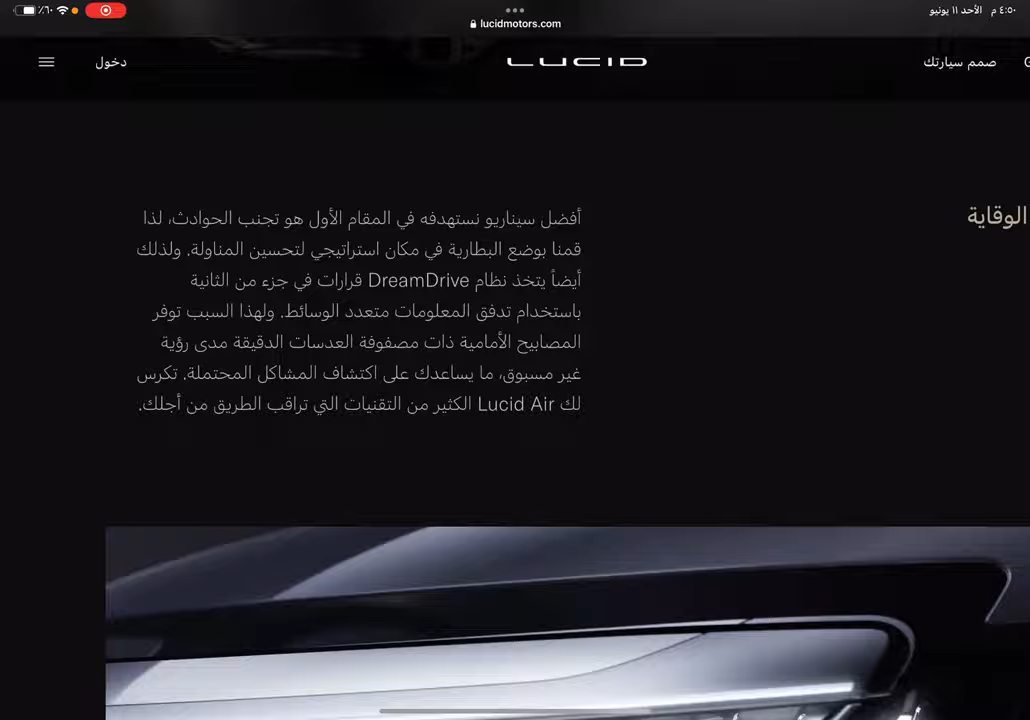 ٤:٥٠ م الأحد ١١ يونيو
٪٦٠
lucidmotors.com
صمم سيارتك
LUCID
دخول
الوقاية
أفضل سيناريو نستهدفه في المقام الأول هو تجنب الحوادث، لذا
قمنا بوضع البطارية في مكان استراتيجي لتحسين المناولة. ولذلك
أيضاً يتخذ نظام DreamDrive قرارات في جزء من الثانية
باستخدام تدفق المعلومات متعدد الوسائط. ولهذا السبب توفر
المصابيح الأمامية ذات مصفوفة العدسات الدقيقة مدى رؤية
غير مسبوق، ما يساعدك على اكتشاف المشاكل المحتملة. تكرس
لك Lucid Air الكثير من التقنيات التي تراقب الطريق من أجلك.